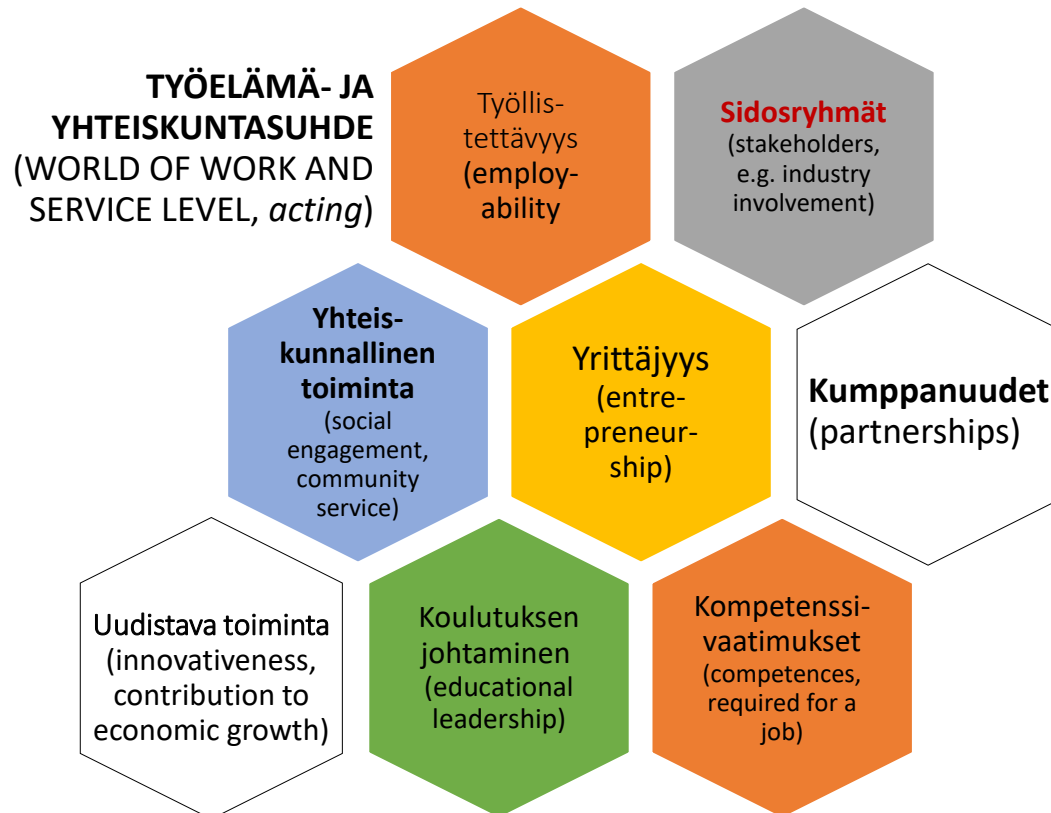 TYÖELÄMÄ- JA
YHTEISKUNTASUHDE
(WORLD OF WORK AND
SERVICE LEVEL, acting)
Työllis-
tettävyys
(employ-
ability
Sidosryhmät
(stakeholders,
e.g. industry
involvement)
Yhteis-
kunnallinen
toiminta
(social
engagement,
community
service)
Yrittäjyys
(entre-
preneur-
ship)
Kumppanuudet
(partnerships)
Uudistava toiminta
(innovativeness,
contribution to
economic growth)
Koulutuksen
johtaminen
(educational
leadership)
Kompetenssi-
vaatimukset
(competences,
required for a
job)